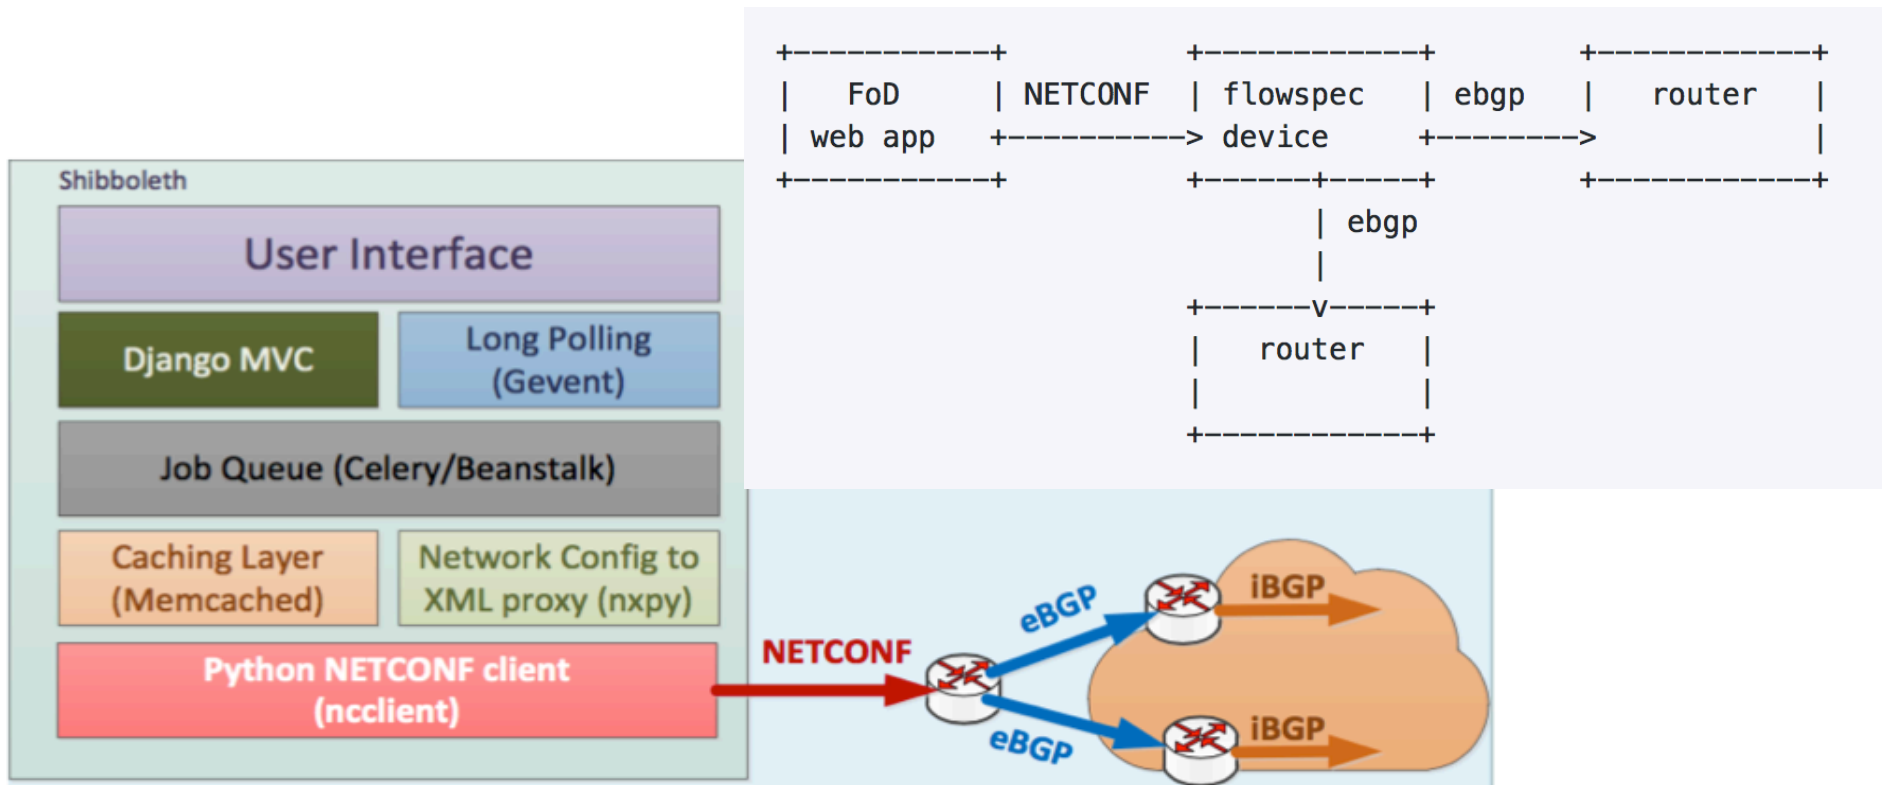 FoD NETCONF flowspec ebgp router
web app device
ebgp
router
Shibboleth
User Interface
Django MVC
Long Polling
(Gevent)
Job Queue (Celery/Beanstalk)
Caching Layer
(Memcached)
Network Config to
XML proxy (nxpy)
Python NETCONF client
(ncclient)
NETCONF
eBGP
eBGP
iBGP
iBGP